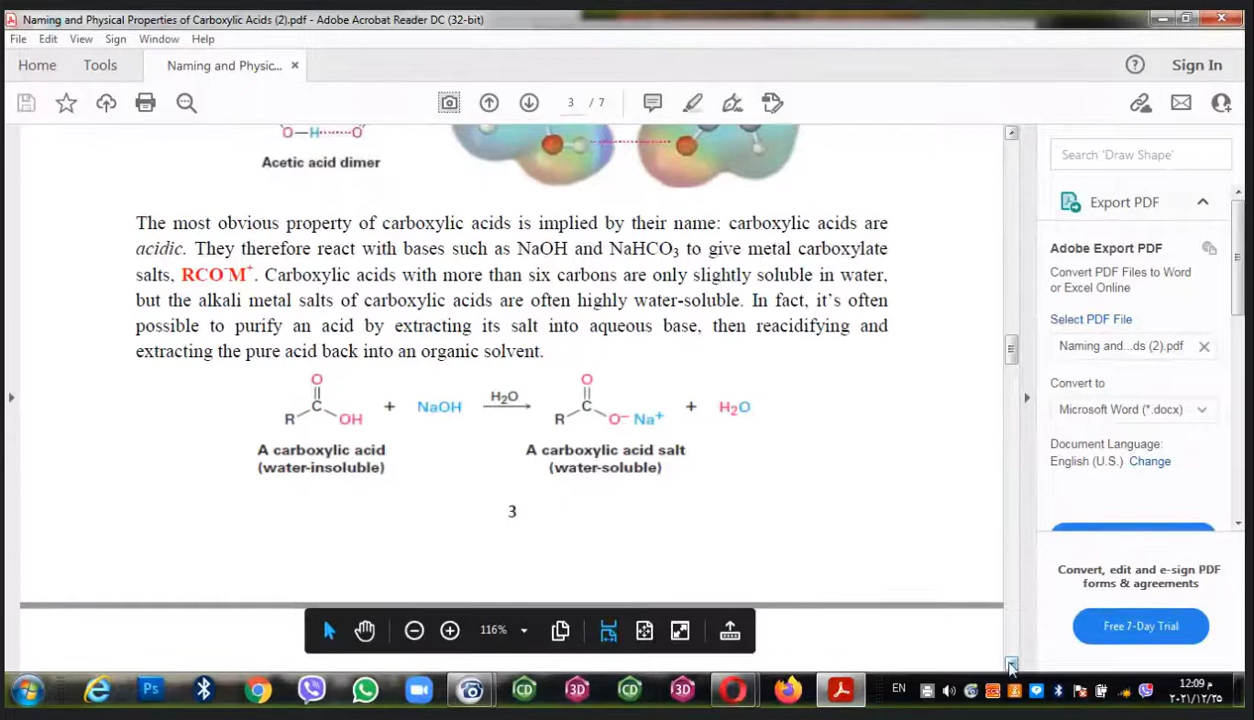 Naming and Physical Properties of Carboxylic Acids (2).pdf - Adobe Acrobat Reader DC (32-bit)
File Edit View Sign Window Help
Home Tools Naming and Physic... × Sign In
3 / 7
O—H·······O
Acetic acid dimer
The most obvious property of carboxylic acids is implied by their name: carboxylic acids are
acidic. They therefore react with bases such as NaOH and NaHCO₃ to give metal carboxylate
salts, RCO⁻M⁺. Carboxylic acids with more than six carbons are only slightly soluble in water,
but the alkali metal salts of carboxylic acids are often highly water-soluble. In fact, it's often
possible to purify an acid by extracting its salt into aqueous base, then reacidifying and
extracting the pure acid back into an organic solvent.
O O
R C OH + NaOH H₂O R C O⁻ Na⁺ + H₂O
A carboxylic acid A carboxylic acid salt
(water-insoluble) (water-soluble)
3
116%
Search 'Draw Shape'
Export PDF
Adobe Export PDF
Convert PDF Files to Word
or Excel Online
Select PDF File
Naming and...ds (2).pdf ×
Convert to
Microsoft Word (*.docx)
Document Language:
English (U.S.) Change
Convert, edit and e-sign PDF
forms & agreements
Free 7-Day Trial
Ps CD 3D CD 3D EN
12:09 م
٢٠٢١/١٢/٢٥